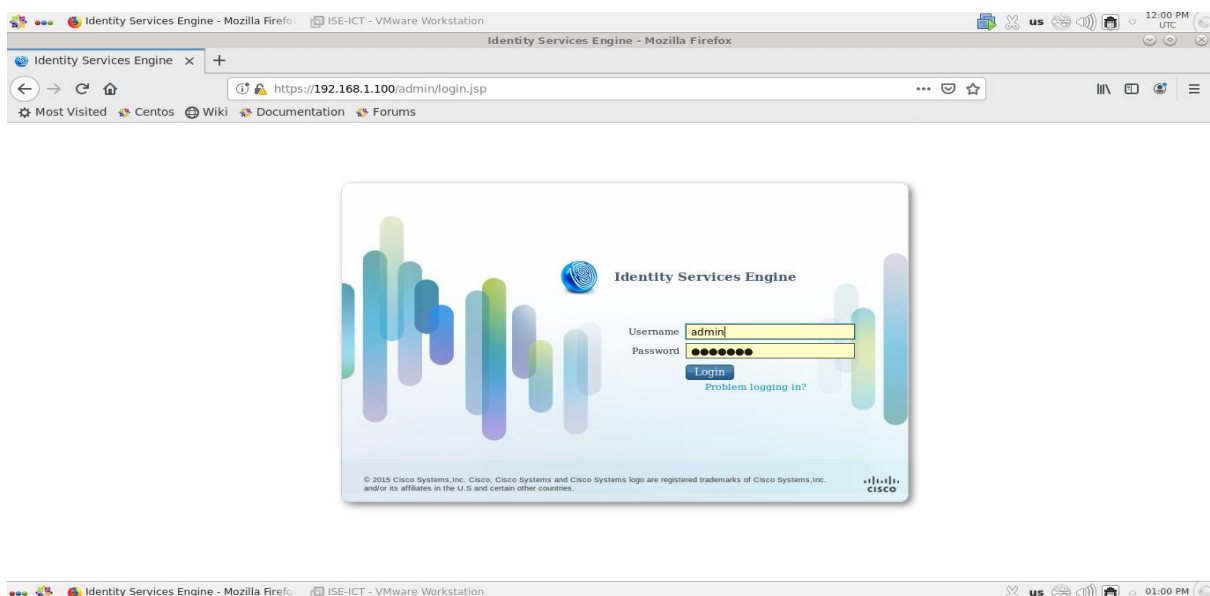 Identity Services Engine - Mozilla Firefo
ISE-ICT - VMware Workstation
us
12:00 PM
UTC
Identity Services Engine - Mozilla Firefox
Identity Services Engine
https://192.168.1.100/admin/login.jsp
Most Visited Centos Wiki Documentation Forums
Identity Services Engine
Username admin
Password
Login
Problem logging in?
© 2015 Cisco Systems,Inc. Cisco, Cisco Systems and Cisco Systems logo are registered trademarks of Cisco Systems,Inc.
and/or its affiliates in the U.S and certain other countries.
CISCO
Identity Services Engine - Mozilla Firefo
ISE-ICT - VMware Workstation
us
01:00 PM